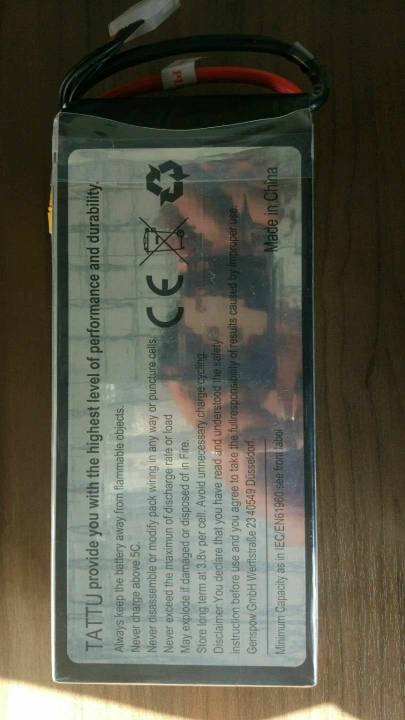 TATTU provide you with the highest level of performance and durability.
Always keep the battery away from flammable objects.
Never charge above 5C
Never disassemble or modify pack wiring in any way or puncture cells.
Never exceed the maximun of discharge rate or load
May explode if damaged or disposed of in Fire.
Store long term at 3.8v per cell. Avoid unnecessary charge cycling.
Disclaimer You declare that you have read and understood the safety
instruction before use and you agree to take the fullresponsibility of results caused by improper use.
Genspow GmbH Werftstraße 23 40549 Düsseldorf
Minimum Capacity as in IEC/EN61960:see front label
CE
Made in China